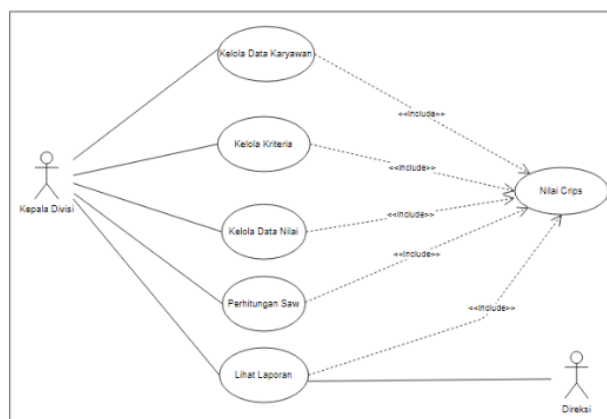 Kelola Data Karyawan
<<Include>>
Kelola Kriteria
<<Include>>
Kepala Divisi
Nilai Crips
Kelola Data Nilai
<<Include>>
<<Include>>
Perhitungan Saw
<<Include>>
Lihat Laporan
Direksi